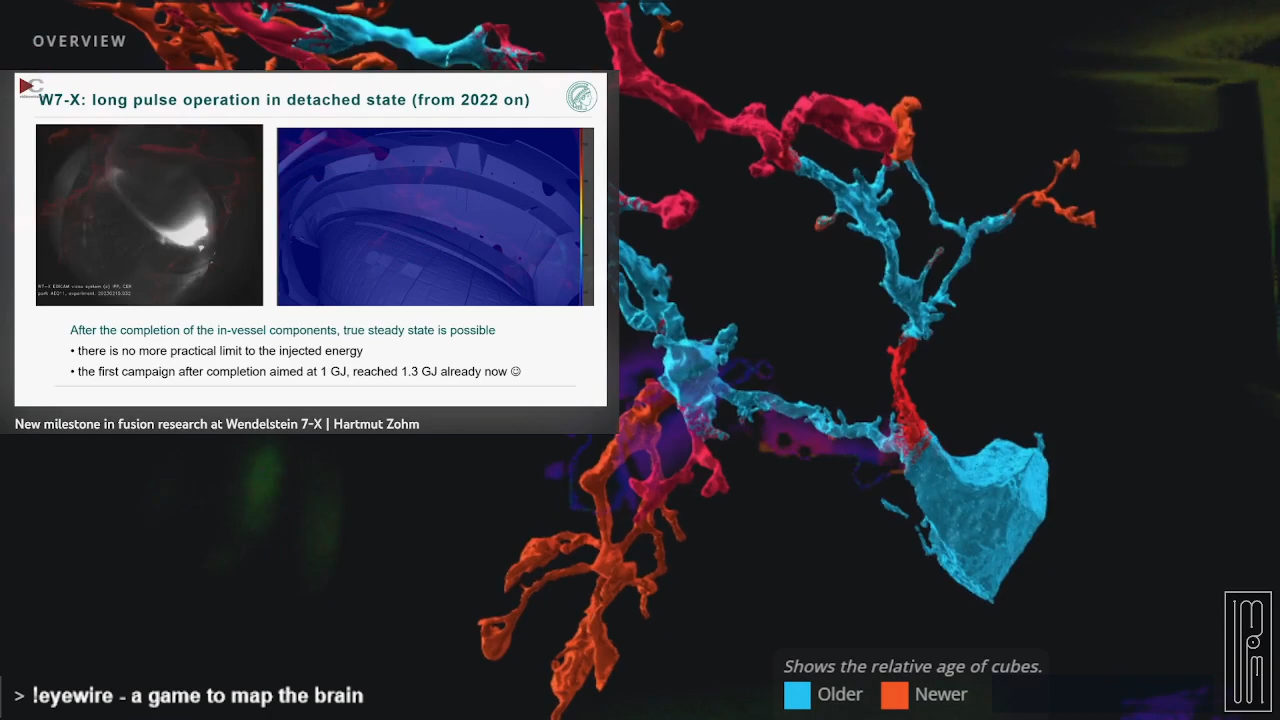 OVERVIEW
W7-X: long pulse operation in detached state (from 2022 on)
After the completion of the in-vessel components, true steady state is possible
• there is no more practical limit to the injected energy
• the first campaign after completion aimed at 1 GJ, reached 1.3 GJ already now ☺
New milestone in fusion research at Wendelstein 7-X | Hartmut Zohm
Shows the relative age of cubes.
Older Newer
> !eyewire - a game to map the brain